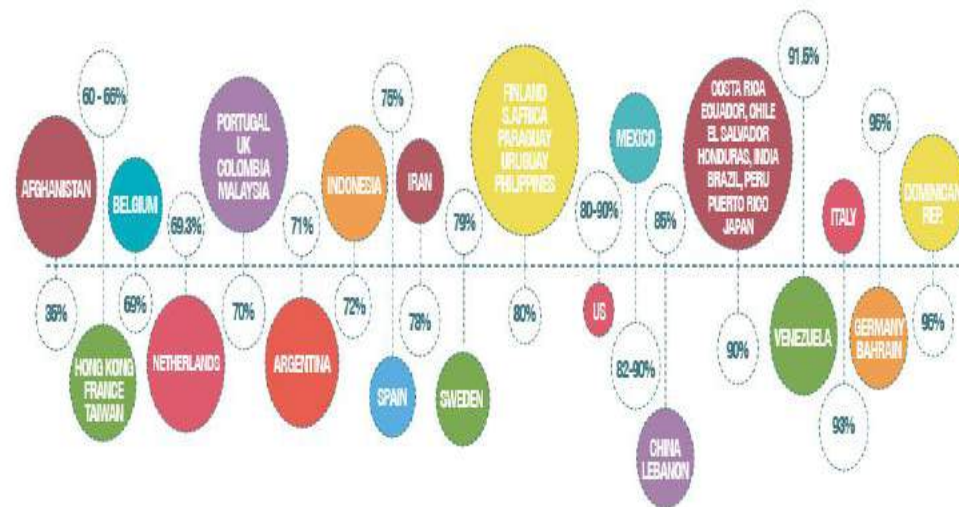 AFGHANISTAN
35%
60 - 65%
HONG KONG
FRANCE
TAIWAN
BELGIUM
69%
69.3%
NETHERLANDS
PORTUGAL
UK
COLOMBIA
MALAYSIA
70%
71%
ARGENTINA
INDONESIA
72%
75%
SPAIN
IRAN
78%
79%
SWEDEN
FINLAND
S.AFRICA
PARAGUAY
URUGUAY
PHILIPPINES
80%
80-90%
US
MEXICO
82-90%
85%
CHINA
LEBANON
COSTA RICA
ECUADOR, CHILE
EL SALVADOR
HONDURAS, INDIA
BRAZIL, PERU
PUERTO RICO
JAPAN
90%
91.5%
VENEZUELA
ITALY
93%
95%
GERMANY
BAHRAIN
DOMINICAN
REP.
95%